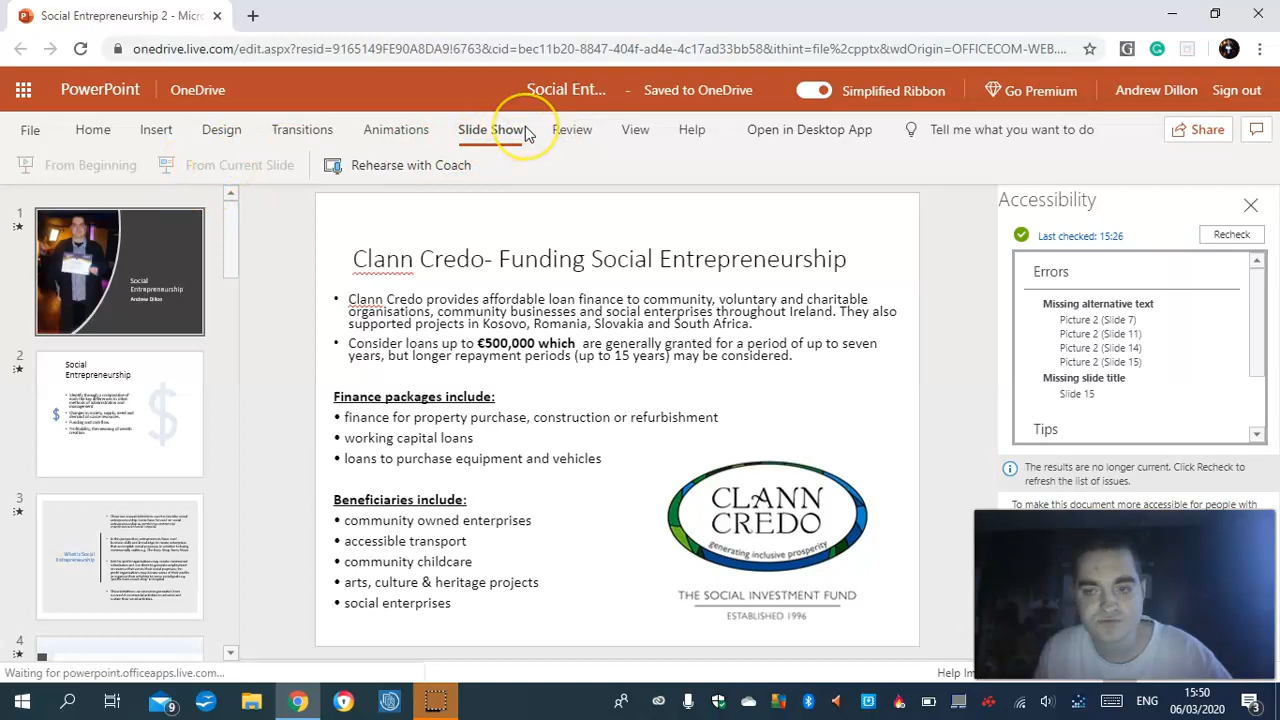 Social Entrepreneurship 2 - Micr
onedrive.live.com/edit.aspx?resid=9165149FE90A8DA9!6763&cid=bec11b20-8847-404f-ad4e-4c17ad33bb58&ithint=file%2cpptx&wdOrigin=OFFICECOM-WEB....
PowerPoint OneDrive Social Ent... - Saved to OneDrive Simplified Ribbon Go Premium Andrew Dillon Sign out
File Home Insert Design Transitions Animations Slide Show Review View Help Open in Desktop App Tell me what you want to do Share
From Beginning From Current Slide Rehearse with Coach
1
Social
Entrepreneurship
Andrew Dillon
2
Social
Entrepreneurship
3
What is Social
Entrepreneurship
4
Clann Credo- Funding Social Entrepreneurship
• Clann Credo provides affordable loan finance to community, voluntary and charitable
organisations, community businesses and social enterprises throughout Ireland. They also
supported projects in Kosovo, Romania, Slovakia and South Africa.
• Consider loans up to €500,000 which are generally granted for a period of up to seven
years, but longer repayment periods (up to 15 years) may be considered.
Finance packages include:
• finance for property purchase, construction or refurbishment
• working capital loans
• loans to purchase equipment and vehicles
Beneficiaries include:
• community owned enterprises
• accessible transport
• community childcare
• arts, culture & heritage projects
• social enterprises
CLANN
CREDO
generating inclusive prosperity
THE SOCIAL INVESTMENT FUND
ESTABLISHED 1996
Accessibility
Last checked: 15:26 Recheck
Errors
Missing alternative text
Picture 2 (Slide 7)
Picture 2 (Slide 11)
Picture 2 (Slide 14)
Picture 2 (Slide 15)
Missing slide title
Slide 15
Tips
The results are no longer current. Click Recheck to
refresh the list of issues.
To make this document more accessible for people with
Waiting for powerpoint.officeapps.live.com... Help Im
9 ENG 15:50
06/03/2020 3